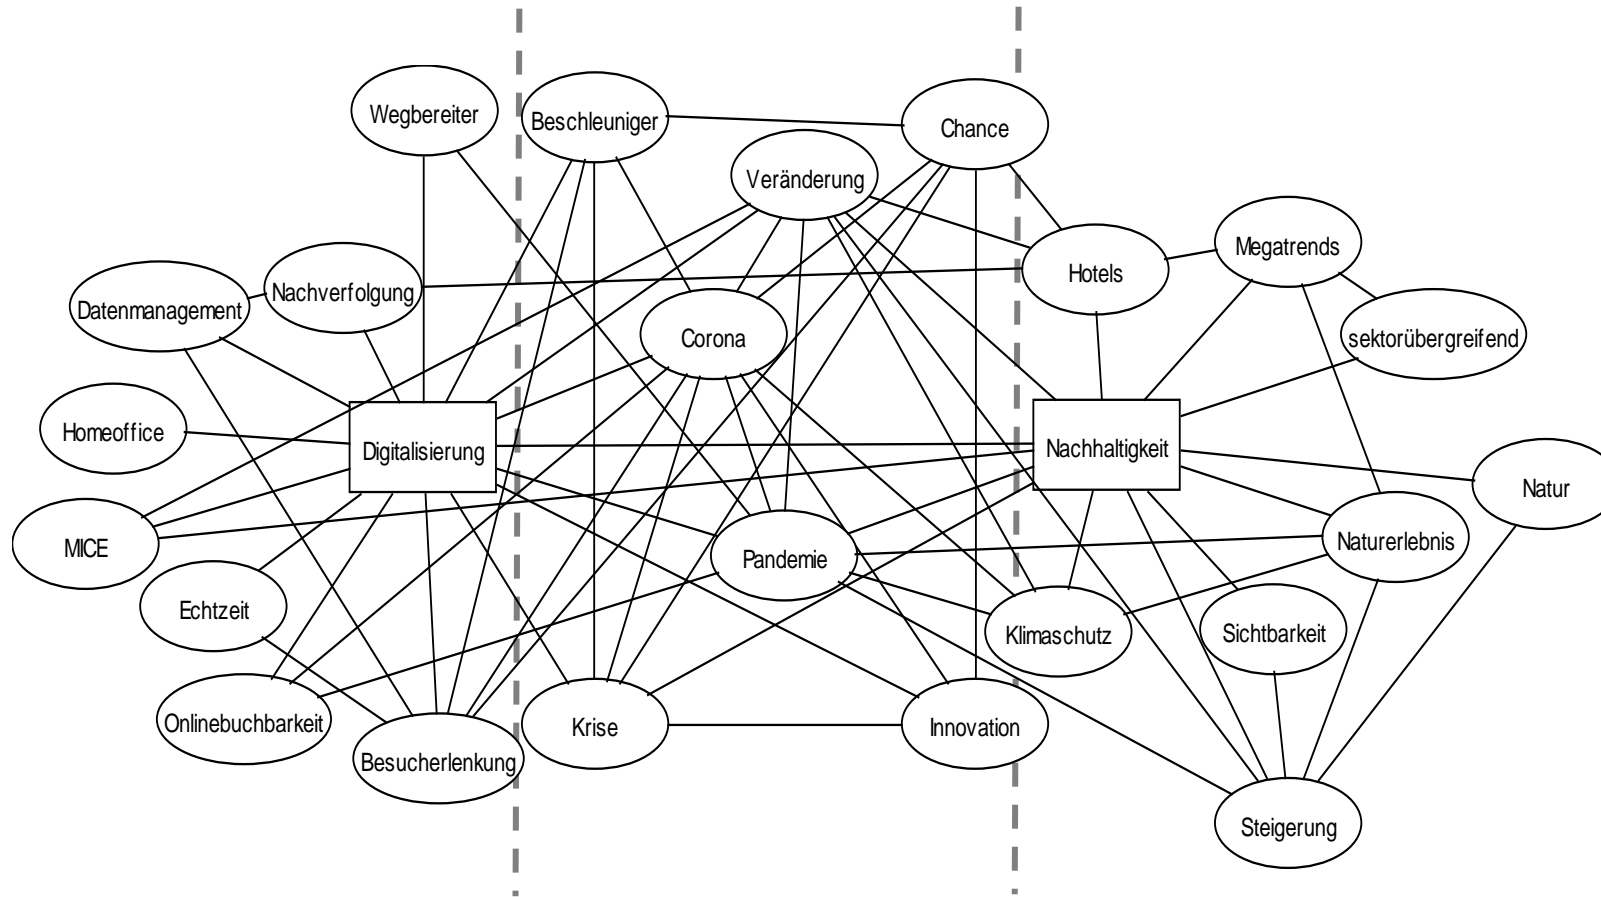 Wegbereiter
Beschleuniger
Chance
Veränderung
Megatrends
Hotels
Nachverfolgung
Datenmanagement
Corona
sektorübergreifend
Homeoffice
Digitalisierung
Nachhaltigkeit
Natur
MICE
Naturerlebnis
Pandemie
Echtzeit
Klimaschutz
Sichtbarkeit
Onlinebuchbarkeit
Krise
Innovation
Besucherlenkung
Steigerung